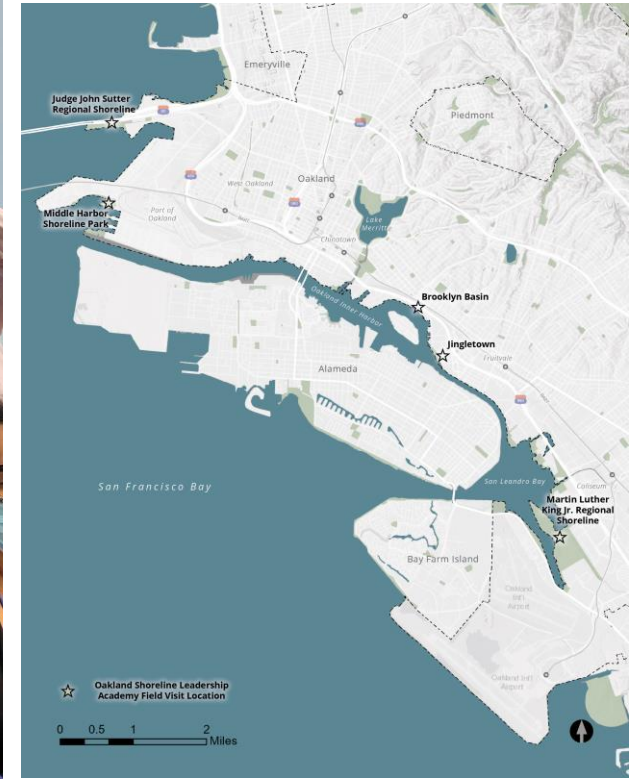 Emeryville
Judge John Sutter
Regional Shoreline
Piedmont
Oakland
West Oakland
Middle Harbor
Shoreline Park
Port of
Oakland
Lake
Merritt
Chinatown
Brooklyn Basin
Oakland Inner Harbor
Jingletown
Fruitvale
Alameda
San Francisco Bay
San Leandro Bay
Coliseum
Martin Luther
King Jr. Regional
Shoreline
Bay Farm Island
Oakland
Int'l
Airport
Oakland Int'l
Airport
Oakland Shoreline Leadership
Academy Field Visit Location
0 0.5 1 2
Miles